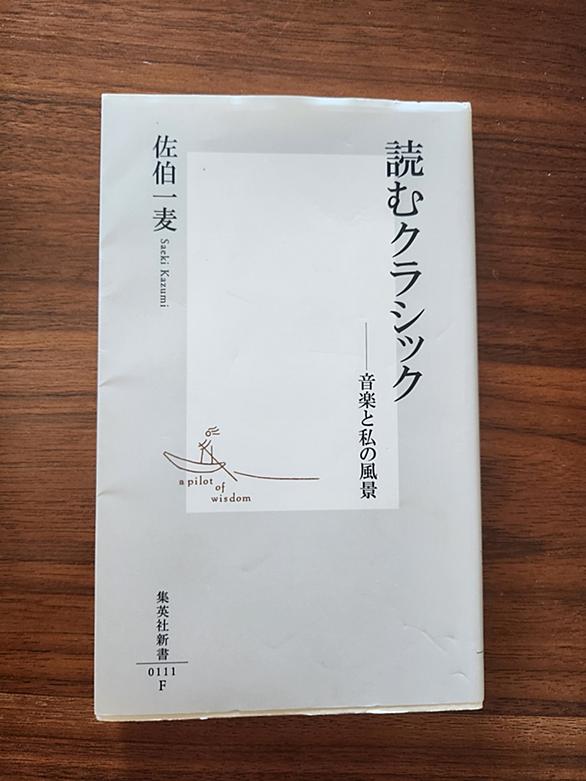 読むクラシック
——音楽と私の風景
佐伯一麦
Saeki Kazumi
a pilot
of
wisdom
集英社新書
0111
F